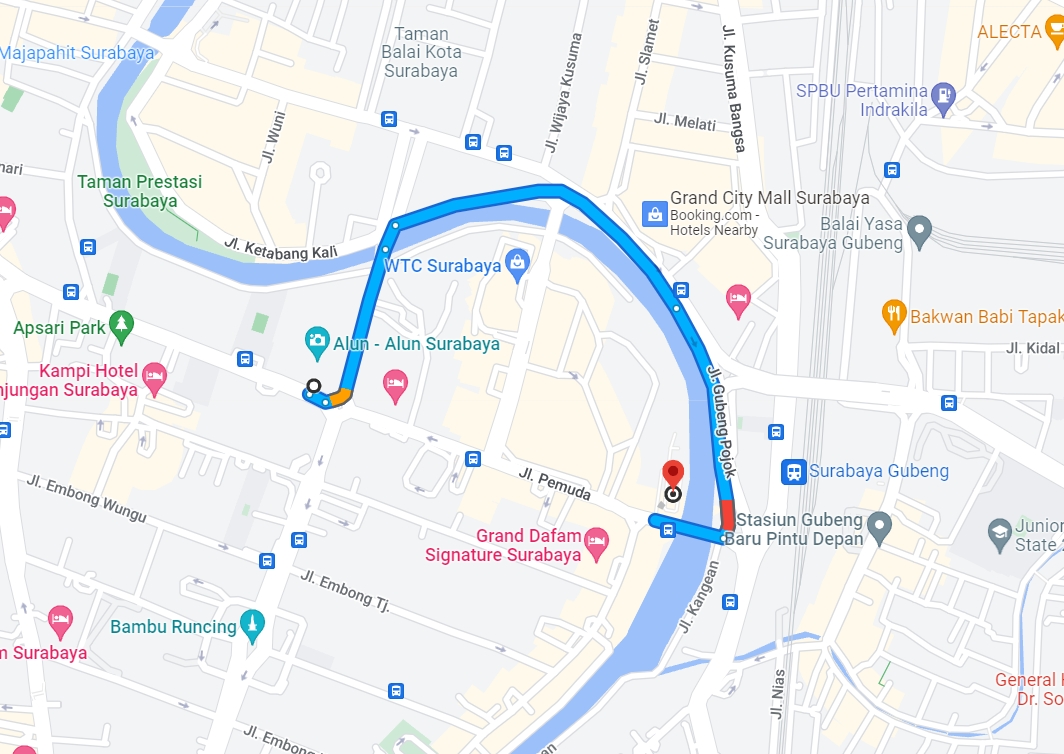 ALECTA
Taman
Balai Kota
Surabaya
Majapahit Surabaya
Jl. Wijaya Kusuma
Jl. Slamet
Jl. Kusuma Bangsa
SPBU Pertamina
Indrakila
Jl. Melati
Jl. Wuni
Taman Prestasi
Surabaya
Grand City Mall Surabaya
Booking.com -
Hotels Nearby
Balai Yasa
Surabaya Gubeng
Jl. Ketabang Kali
WTC Surabaya
Apsari Park
Alun - Alun Surabaya
Bakwan Babi Tapak
Jl. Kidal
Kampi Hotel
njungan Surabaya
Jl. Gubeng Pojok
Surabaya Gubeng
Jl. Pemuda
Jl. Embong Wungu
Grand Dafam
Signature Surabaya
Stasiun Gubeng
Baru Pintu Depan
Junior
State
Jl. Embong Tj.
Jl. Kangean
Bambu Runcing
m Surabaya
Jl. Nias
General H
Dr. So
Jl. Embong